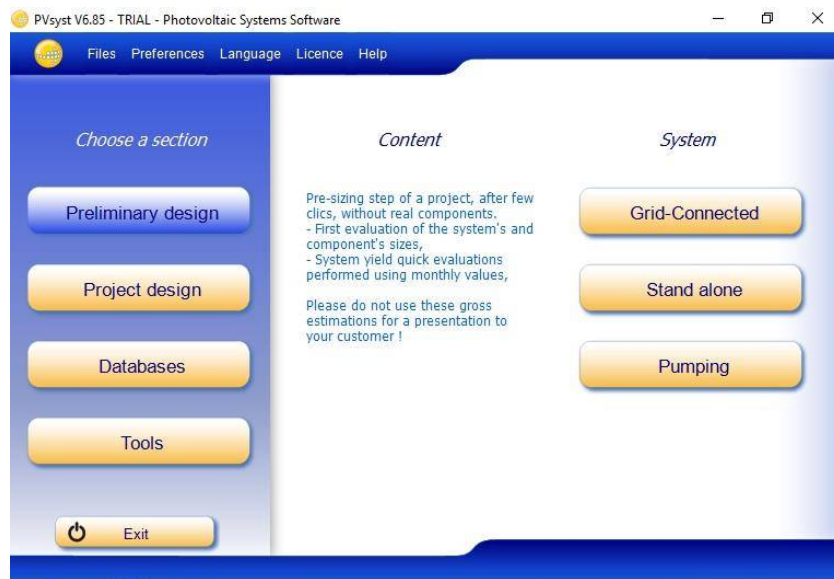 PVsyst V6.85 - TRIAL - Photovoltaic Systems Software
Files Preferences Language Licence Help
Choose a section
Preliminary design
Project design
Databases
Tools
Exit
Content
Pre-sizing step of a project, after few
clics, without real components.
- First evaluation of the system's and
component's sizes,
- System yield quick evaluations
performed using monthly values,
Please do not use these gross
estimations for a presentation to
your customer !
System
Grid-Connected
Stand alone
Pumping